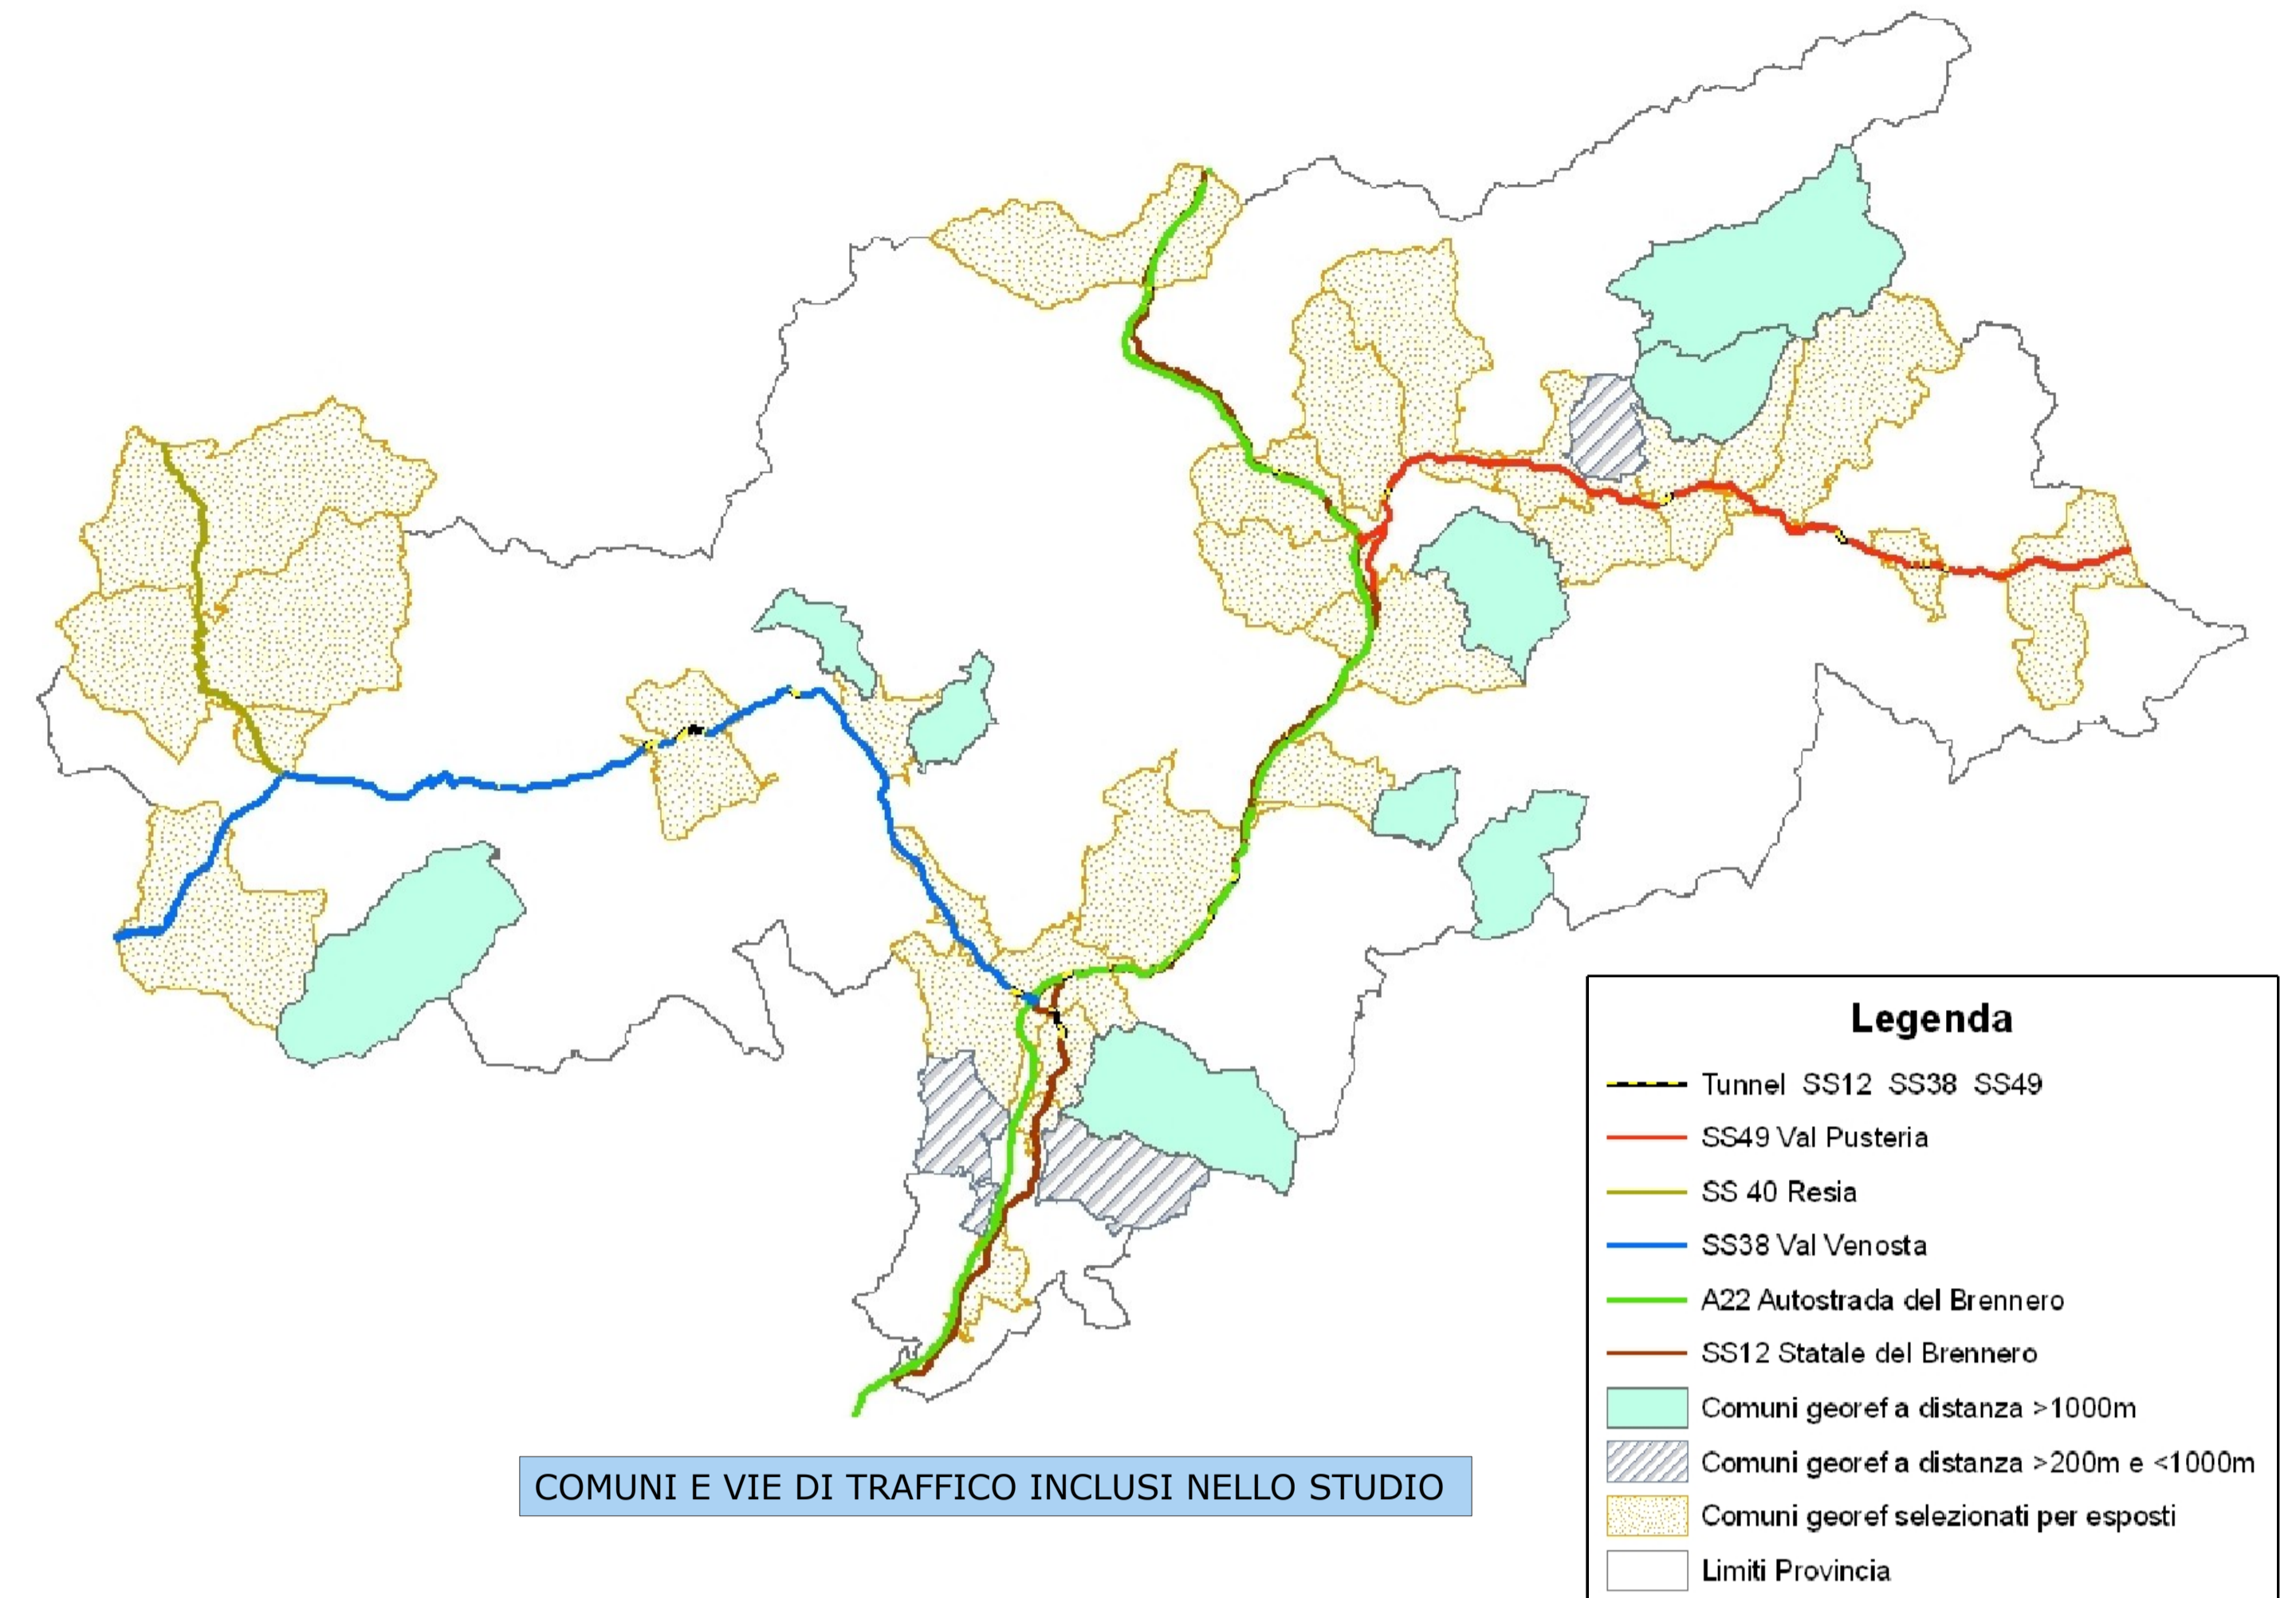 Legenda
Tunnel SS12 SS38 SS49
SS49 Val Pusteria
SS 40 Resia
SS38 Val Venosta
A22 Autostrada del Brennero
SS12 Statale del Brennero
Comuni georef a distanza >1000m
Comuni georef a distanza >200m e <1000m
Comuni georef selezionati per esposti
Limiti Provincia
COMUNI E VIE DI TRAFFICO INCLUSI NELLO STUDIO